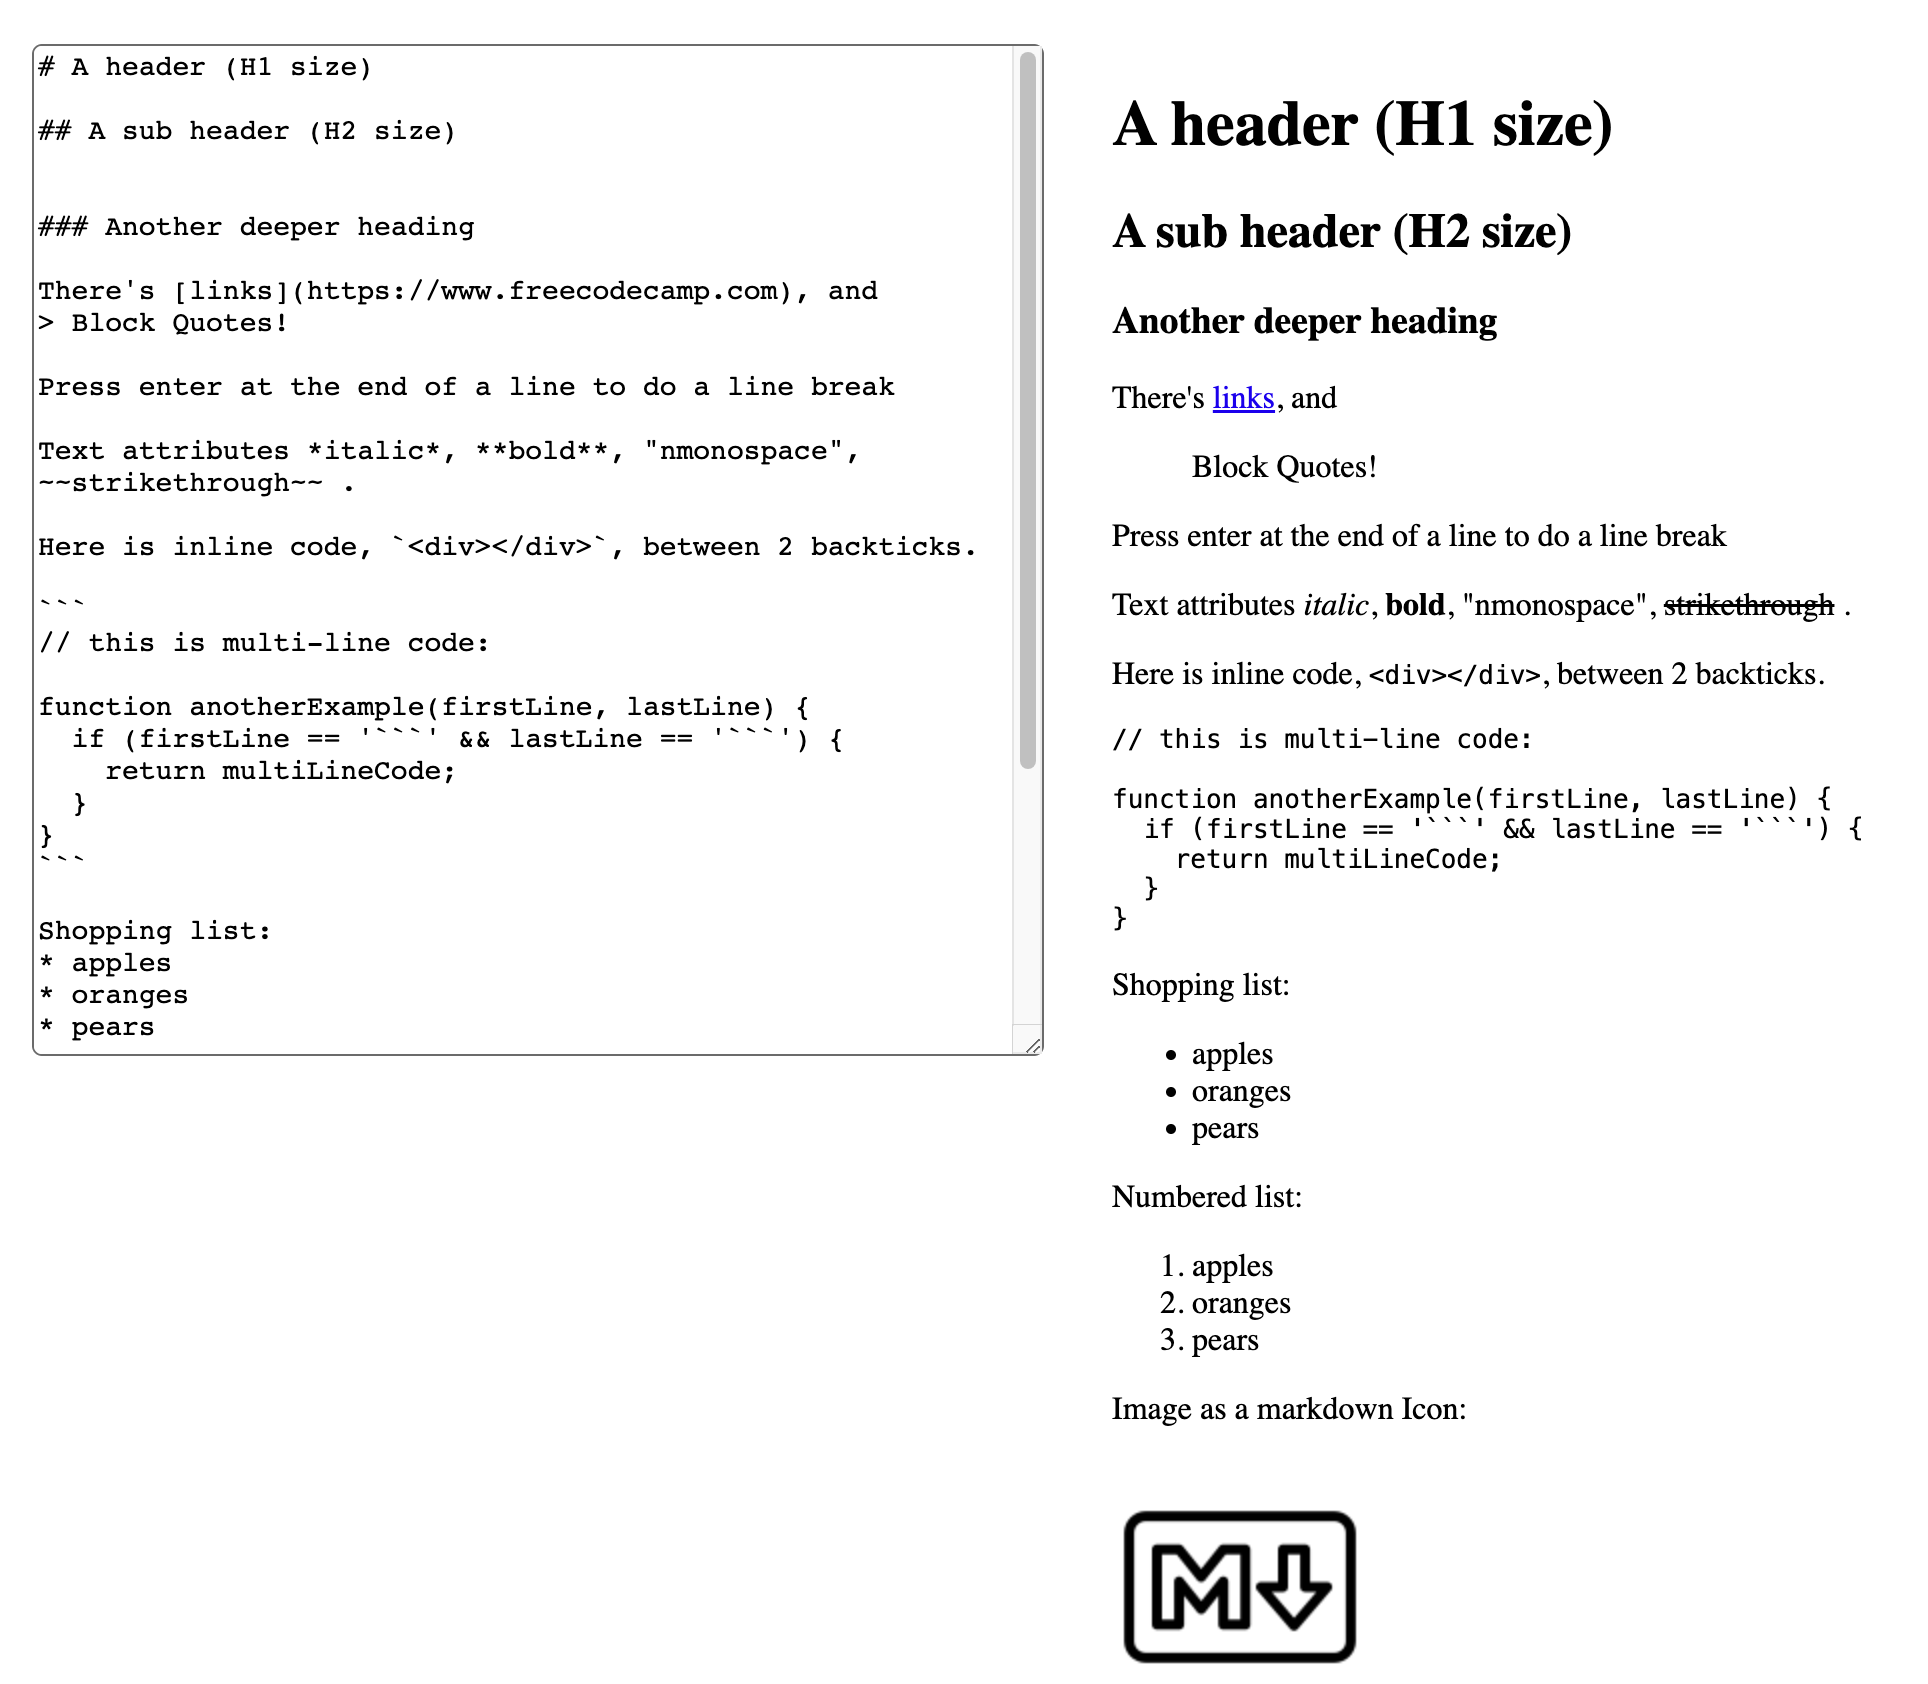 # A header (H1 size)
## A sub header (H2 size)
### Another deeper heading
There's [links](https://www.freecodecamp.com), and
> Block Quotes!
Press enter at the end of a line to do a line break
Text attributes *italic*, **bold**, "nmonospace",
~~strikethrough~~ .
Here is inline code, `<div></div>`, between 2 backticks.
```
// this is multi-line code:
function anotherExample(firstLine, lastLine) {
  if (firstLine == '```' && lastLine == '```') {
    return multiLineCode;
  }
}
```
Shopping list:
* apples
* oranges
* pears
A header (H1 size)
A sub header (H2 size)
Another deeper heading
There's links, and
Block Quotes!
Press enter at the end of a line to do a line break
Text attributes italic, bold, "nmonospace", strikethrough .
Here is inline code, <div></div>, between 2 backticks.
// this is multi-line code:
function anotherExample(firstLine, lastLine) {
  if (firstLine == '```' && lastLine == '```') {
    return multiLineCode;
  }
}
Shopping list:
• apples
• oranges
• pears
Numbered list:
1. apples
2. oranges
3. pears
Image as a markdown Icon:
M